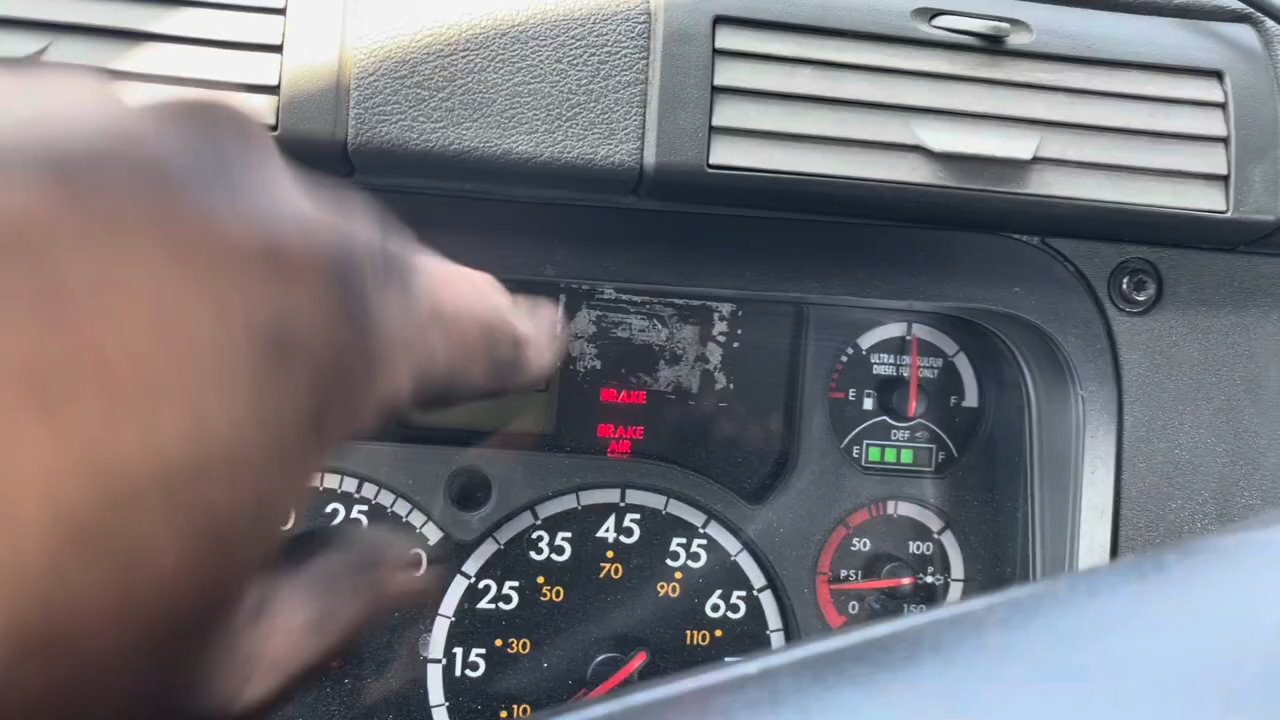 ULTRA LOW SULFUR
DIESEL FUEL ONLY
E F
BRAKE
BRAKE
AIR
DEF
E F
25
45
35 55
70
50 90
25 65
110
30
15
10
50 100
PSI P
0 150